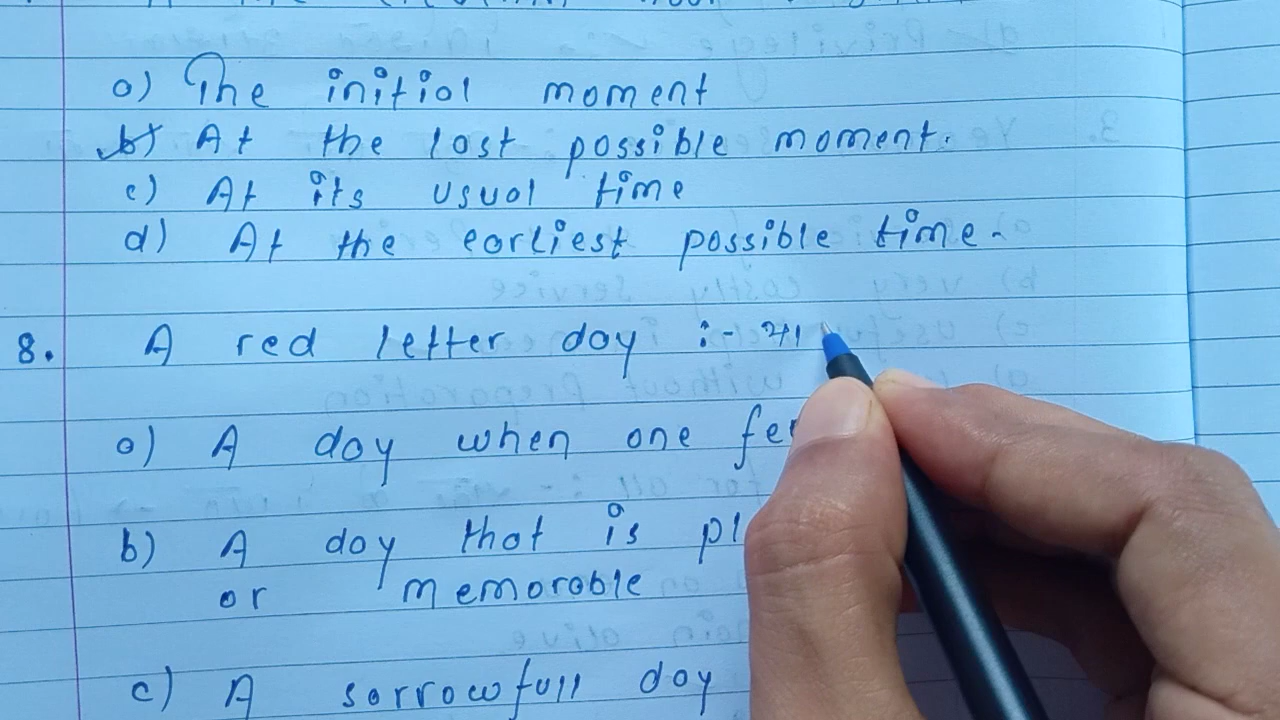 a) The initial moment
b) At the last possible moment.
c) At its usual time
d) At the earliest possible time.
8. A red letter day :- या
a) A day when one fe
b) A day that is pl
or memorable
c) A sorrowfull day